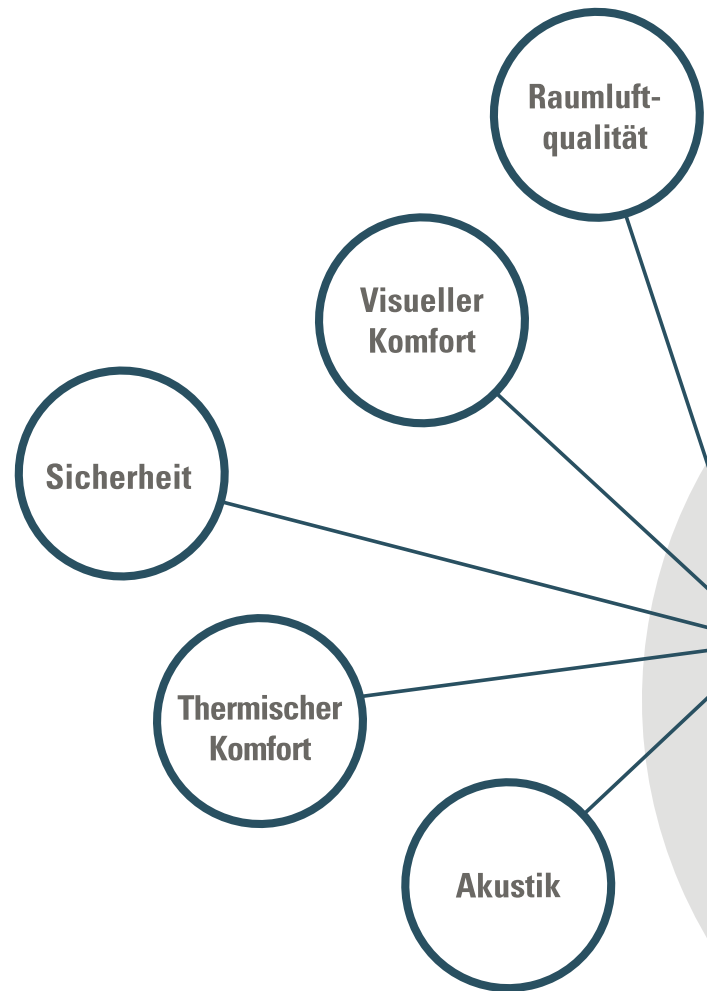 Raumluft-
qualität
Visueller
Komfort
Sicherheit
Thermischer
Komfort
Akustik